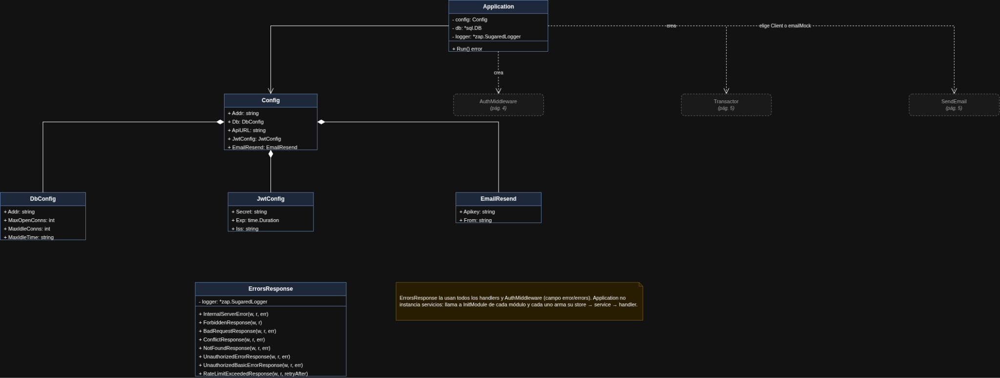 Application
- config: Config
- db: *sql.DB
- logger: *zap.SugaredLogger
+ Run() error
crea
elige Client o emailMock
crea
Config
+ Addr: string
+ Db: DbConfig
+ ApiURL: string
+ JwtConfig: JwtConfig
+ EmailResend: EmailResend
AuthMiddleware
(pág. 4)
Transactor
(pág. 5)
SendEmail
(pág. 5)
DbConfig
+ Addr: string
+ MaxOpenConns: int
+ MaxIdleConns: int
+ MaxIdleTime: string
JwtConfig
+ Secret: string
+ Exp: time.Duration
+ Iss: string
EmailResend
+ Apikey: string
+ From: string
ErrorsResponse
- logger: *zap.SugaredLogger
+ InternalServerError(w, r, err)
+ ForbiddenResponse(w, r)
+ BadRequestResponse(w, r, err)
+ ConflictResponse(w, r, err)
+ NotFoundResponse(w, r, err)
+ UnauthorizedErrorResponse(w, r, err)
+ UnauthorizedBasicErrorResponse(w, r, err)
+ RateLimitExceededResponse(w, r, retryAfter)
ErrorsResponse la usan todos los handlers y AuthMiddleware (campo error/errors). Application no
instancia servicios: llama a InitModule de cada módulo y cada uno arma su store → service → handler.